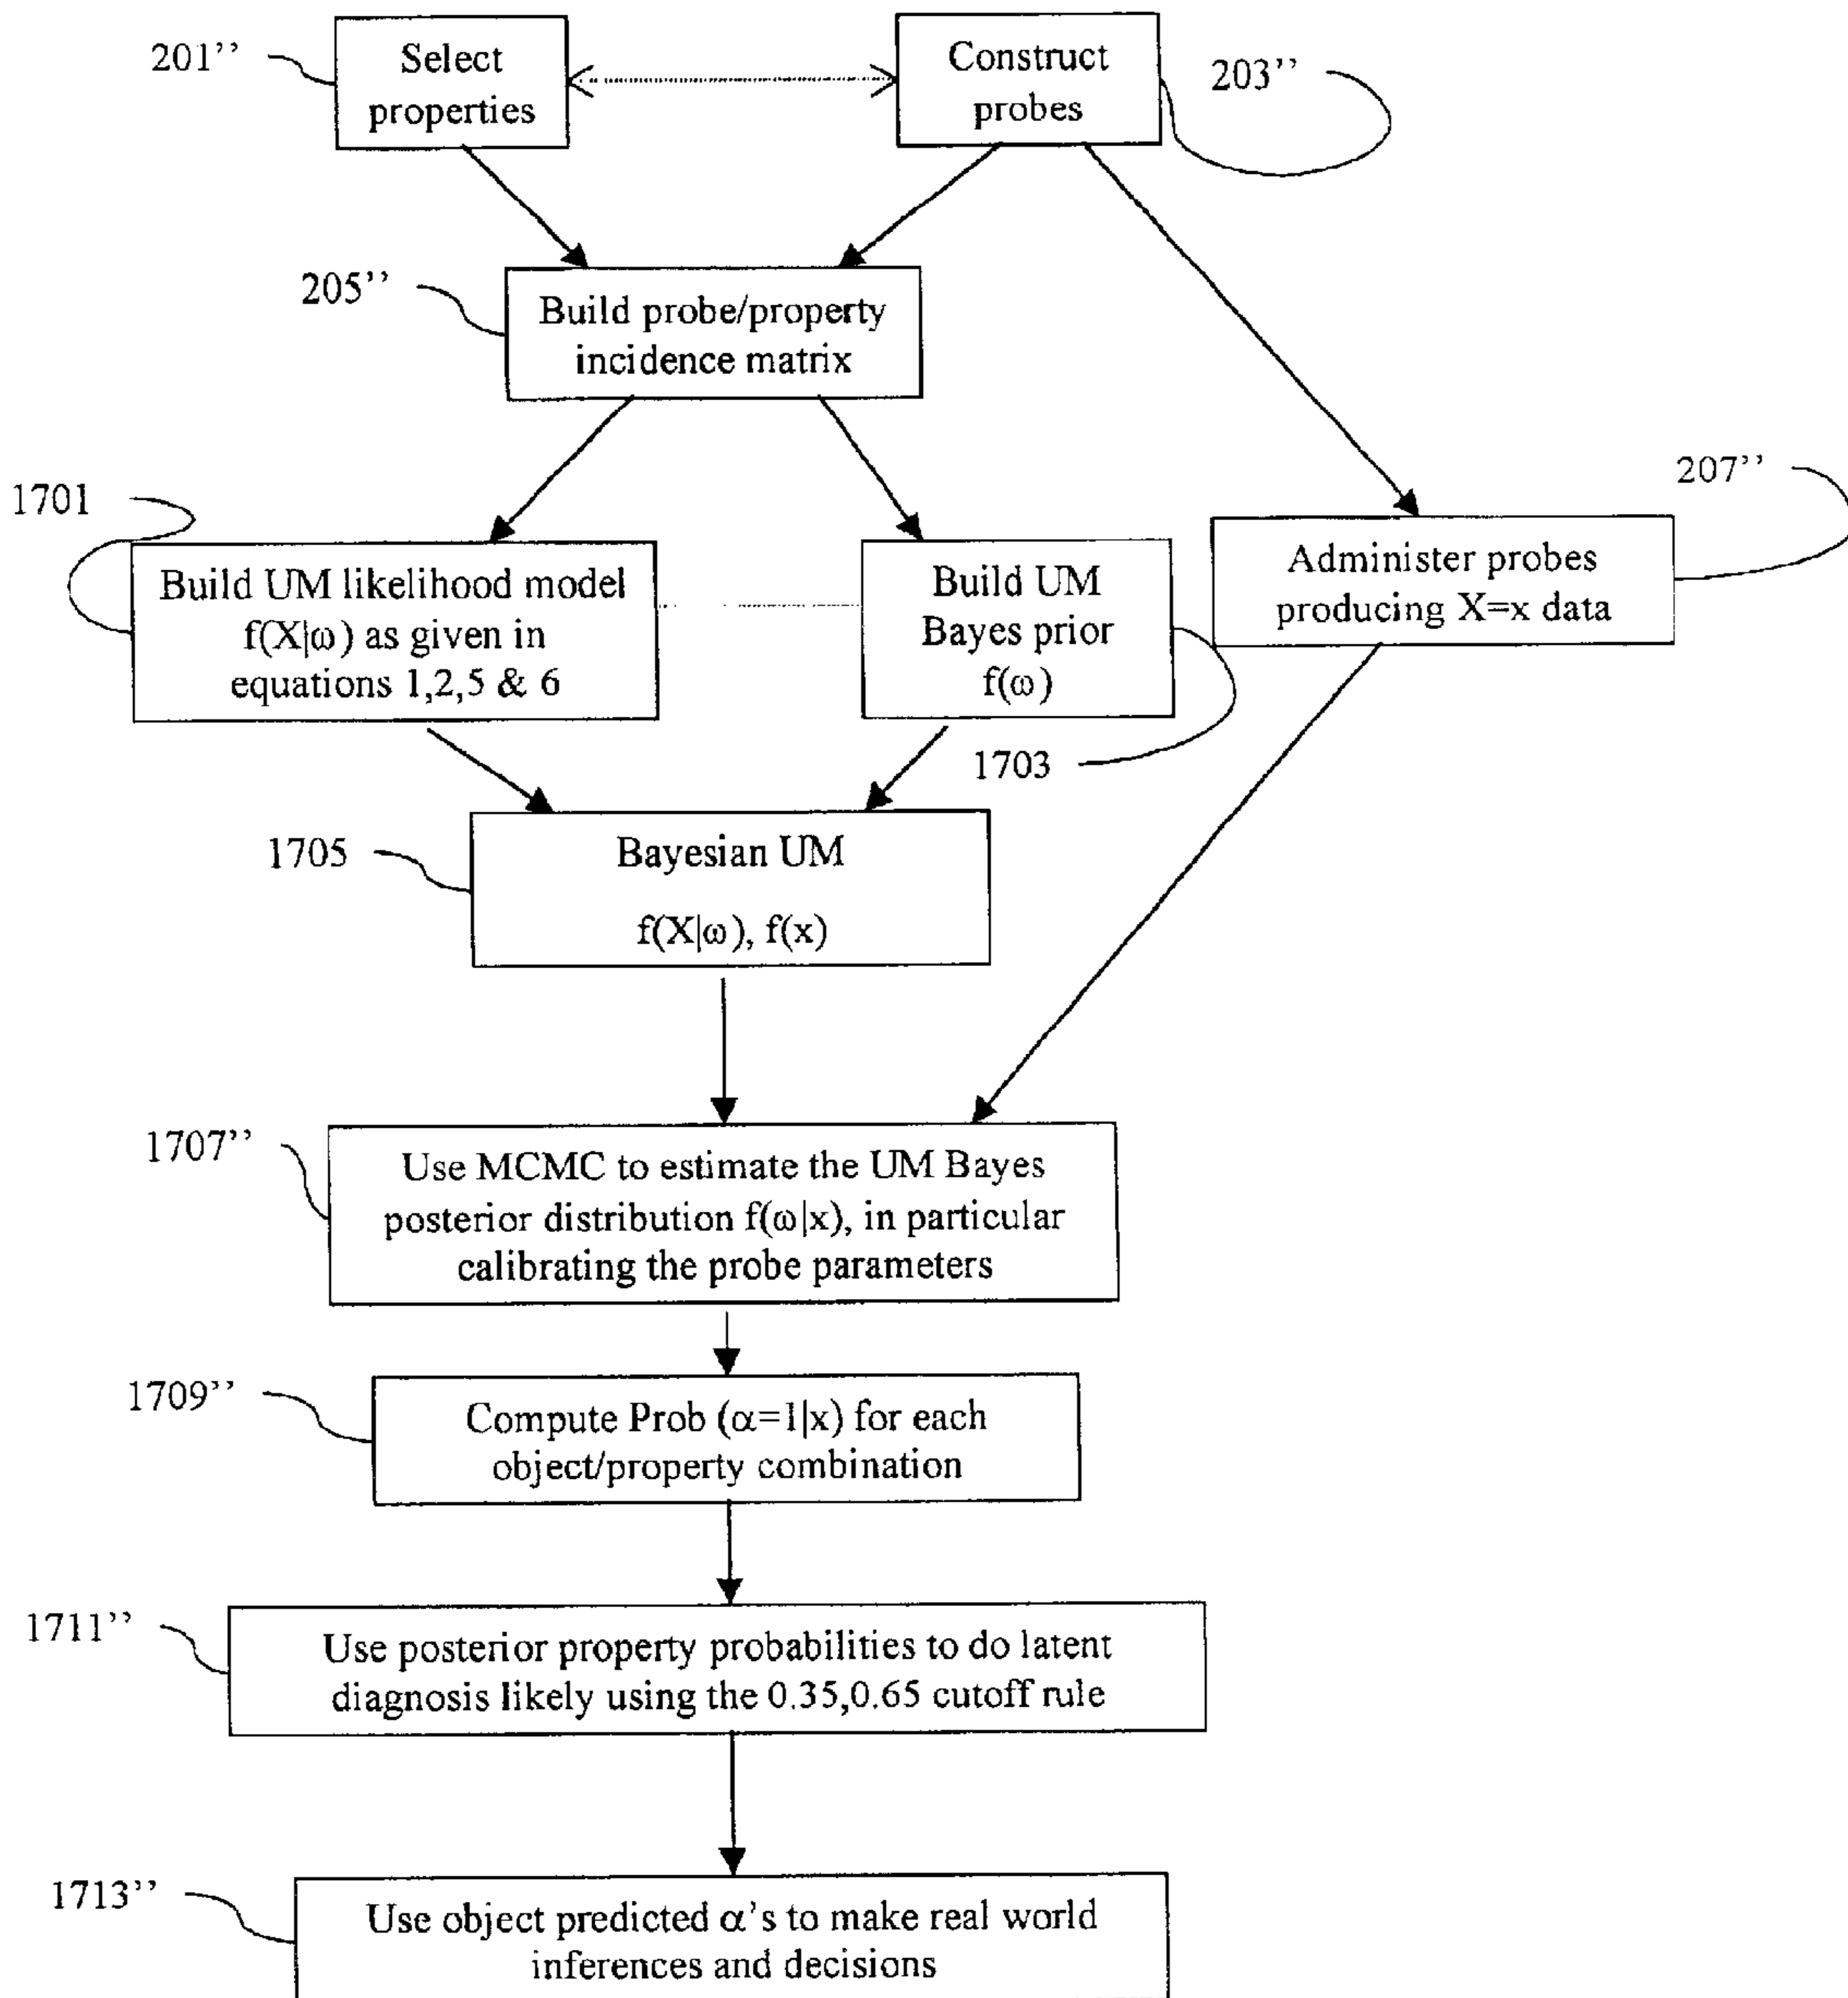 201’’
Select
properties
Construct
probes
203’’
205’’
Build probe/property
incidence matrix
207’’
1701
Build UM likelihood model
f(X|ω) as given in
equations 1,2,5 & 6
Build UM
Bayes prior
f(ω)
Administer probes
producing X=x data
1703
1705
Bayesian UM
f(X|ω), f(x)
1707’’
Use MCMC to estimate the UM Bayes
posterior distribution f(ω|x), in particular
calibrating the probe parameters
1709’’
Compute Prob (α=1|x) for each
object/property combination
1711’’
Use posterior property probabilities to do latent
diagnosis likely using the 0.35,0.65 cutoff rule
1713’’
Use object predicted α’s to make real world
inferences and decisions